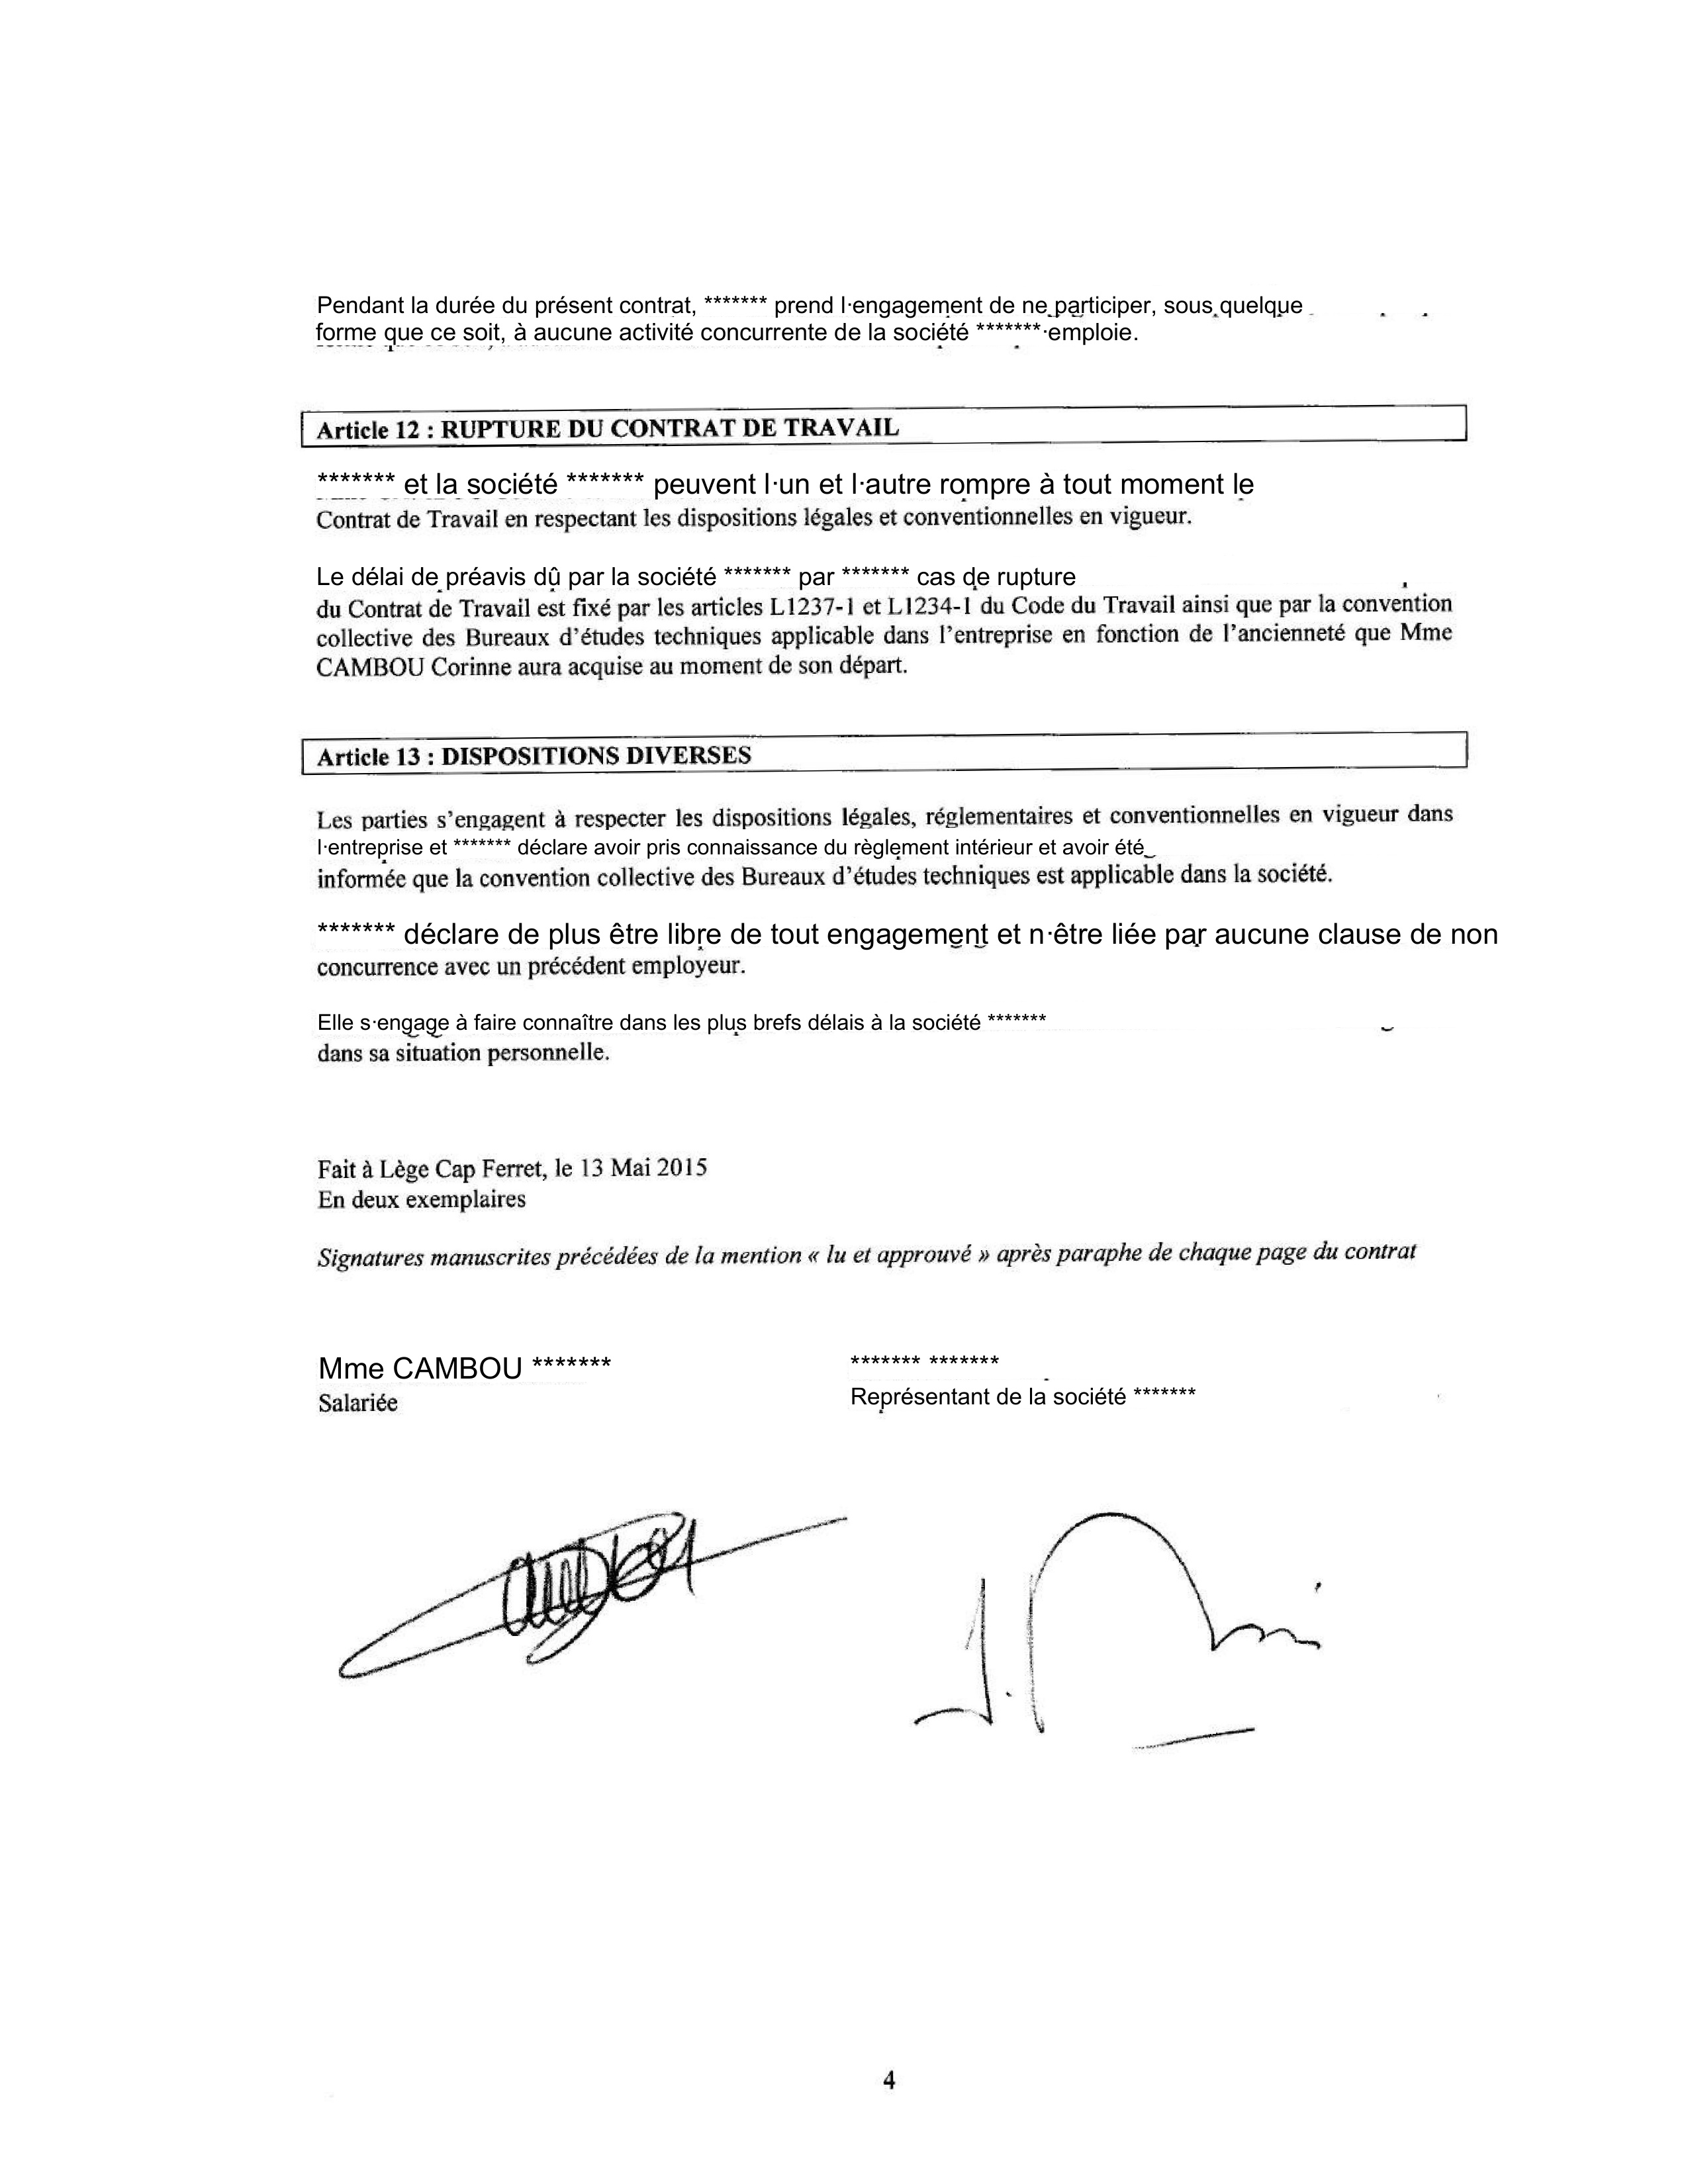 Pendant la durée du présent contrat, ******* prend l·engagement de ne participer, sous quelque
forme que ce soit, à aucune activité concurrente de la société *******·emploie.
Article 12 : RUPTURE DU CONTRAT DE TRAVAIL
******* et la société ******* peuvent l·un et l·autre rompre à tout moment le
Contrat de Travail en respectant les dispositions légales et conventionnelles en vigueur.
Le délai de préavis dû par la société ******* par ******* cas de rupture
du Contrat de Travail est fixé par les articles L1237-1 et L1234-1 du Code du Travail ainsi que par la convention
collective des Bureaux d'études techniques applicable dans l'entreprise en fonction de l'ancienneté que Mme
CAMBOU Corinne aura acquise au moment de son départ.
Article 13 : DISPOSITIONS DIVERSES
Les parties s'engagent à respecter les dispositions légales, réglementaires et conventionnelles en vigueur dans
l·entreprise et ******* déclare avoir pris connaissance du règlement intérieur et avoir été
informée que la convention collective des Bureaux d'études techniques est applicable dans la société.
******* déclare de plus être libre de tout engagement et n·être liée par aucune clause de non
concurrence avec un précédent employeur.
Elle s·engage à faire connaître dans les plus brefs délais à la société *******
dans sa situation personnelle.
Fait à Lège Cap Ferret, le 13 Mai 2015
En deux exemplaires
Signatures manuscrites précédées de la mention « lu et approuvé » après paraphe de chaque page du contrat
Mme CAMBOU *******
******* *******
Salariée
Représentant de la société *******
4